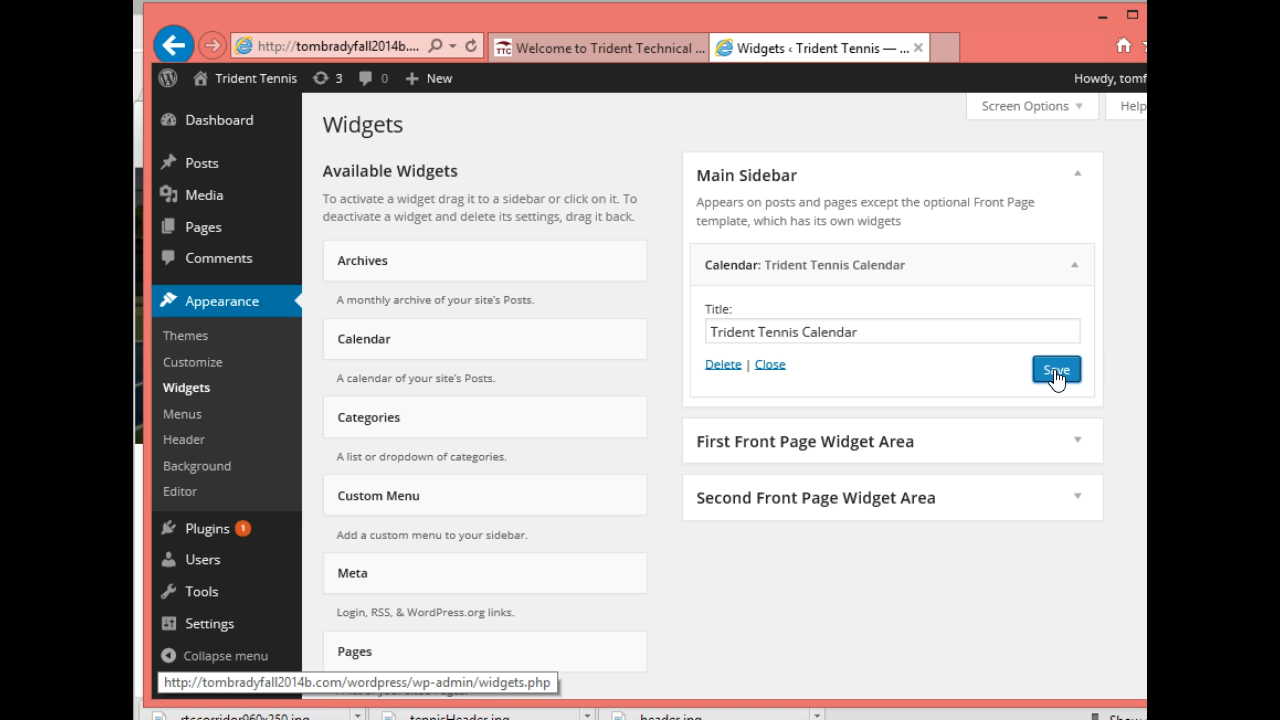 http://tombradyfall2014b....
TTC Welcome to Trident Technical ...
Widgets ‹ Trident Tennis — ...
Trident Tennis 3 0 New
Howdy, tomf
Screen Options
Help
Dashboard
Posts
Media
Pages
Comments
Appearance
Themes
Customize
Widgets
Menus
Header
Background
Editor
Plugins 1
Users
Tools
Settings
Collapse menu
Widgets
Available Widgets
To activate a widget drag it to a sidebar or click on it. To
deactivate a widget and delete its settings, drag it back.
Archives
A monthly archive of your site's Posts.
Calendar
A calendar of your site's Posts.
Categories
A list or dropdown of categories.
Custom Menu
Add a custom menu to your sidebar.
Meta
Login, RSS, & WordPress.org links.
Pages
Main Sidebar
Appears on posts and pages except the optional Front Page
template, which has its own widgets
Calendar: Trident Tennis Calendar
Title:
Trident Tennis Calendar
Delete | Close
Save
First Front Page Widget Area
Second Front Page Widget Area
http://tombradyfall2014b.com/wordpress/wp-admin/widgets.php
tennisHeader.jpg
header.jpg
Show